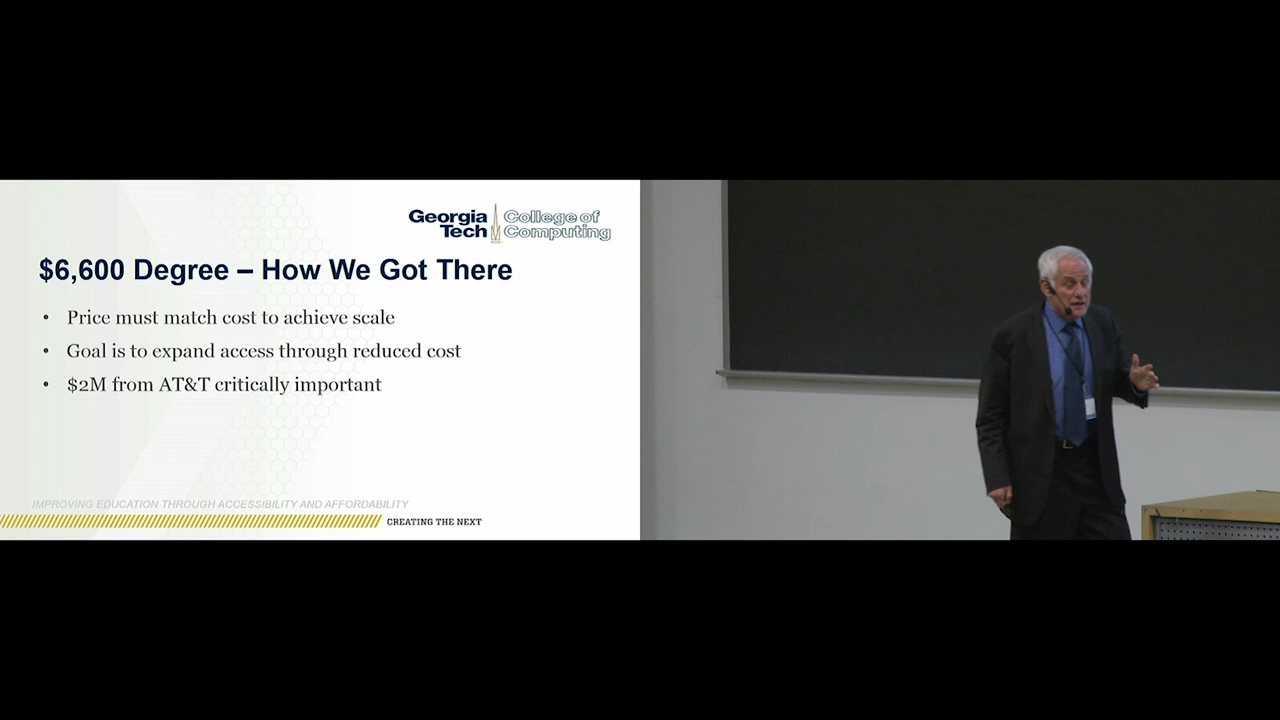 Georgia Tech
College of Computing
$6,600 Degree – How We Got There
• Price must match cost to achieve scale
• Goal is to expand access through reduced cost
• $2M from AT&T critically important
IMPROVING EDUCATION THROUGH ACCESSIBILITY AND AFFORDABILITY
CREATING THE NEXT